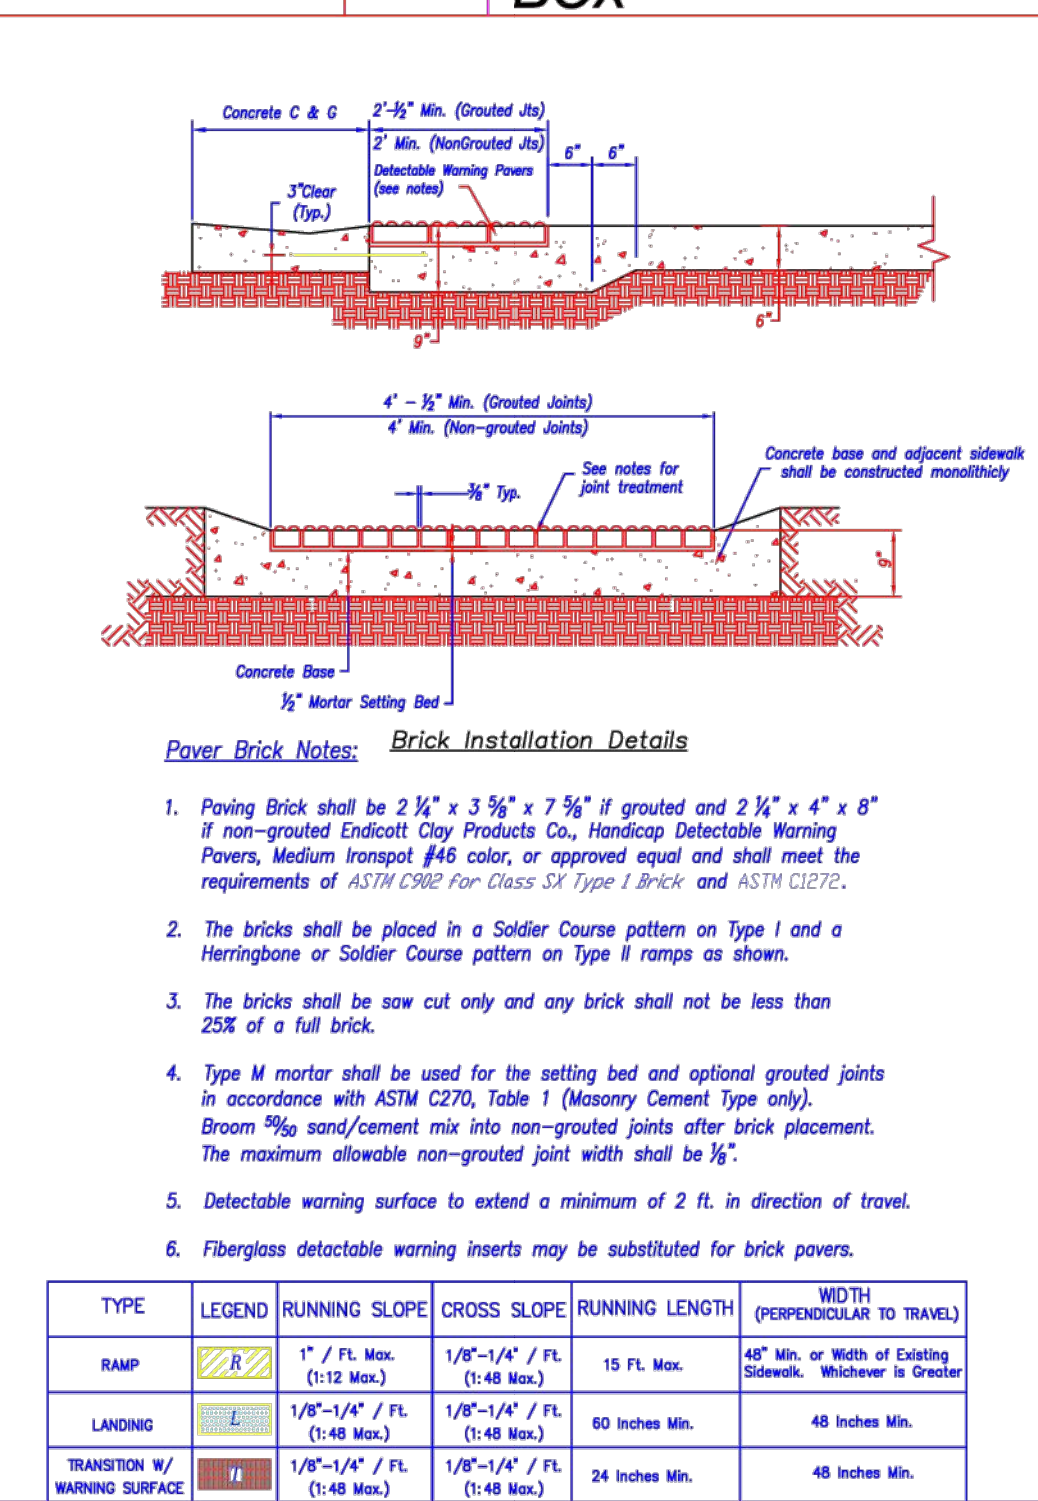 BOX
Concrete C & G
2'-½" Min. (Grouted Jts)
2' Min. (NonGrouted Jts)
6" 6"
Detectable Warning Pavers
(see notes)
3"Clear
(Typ.)
6"
9"
4' - ½" Min. (Grouted Joints)
4' Min. (Non-grouted Joints)
Concrete base and adjacent sidewalk
shall be constructed monolithicly
See notes for
joint treatment
⅜" Typ.
9"
Concrete Base
½" Mortar Setting Bed
Brick Installation Details
Paver Brick Notes:
1. Paving Brick shall be 2 ¼" x 3 ⅝" x 7 ⅝" if grouted and 2 ¼" x 4" x 8"
if non-grouted Endicott Clay Products Co., Handicap Detectable Warning
Pavers, Medium Ironspot #46 color, or approved equal and shall meet the
requirements of ASTM C902 for Class SX Type 1 Brick and ASTM C1272.
2. The bricks shall be placed in a Soldier Course pattern on Type I and a
Herringbone or Soldier Course pattern on Type II ramps as shown.
3. The bricks shall be saw cut only and any brick shall not be less than
25% of a full brick.
4. Type M mortar shall be used for the setting bed and optional grouted joints
in accordance with ASTM C270, Table 1 (Masonry Cement Type only).
Broom 50/50 sand/cement mix into non-grouted joints after brick placement.
The maximum allowable non-grouted joint width shall be ⅛".
5. Detectable warning surface to extend a minimum of 2 ft. in direction of travel.
6. Fiberglass detactable warning inserts may be substituted for brick pavers.
TYPE LEGEND RUNNING SLOPE CROSS SLOPE RUNNING LENGTH WIDTH
(PERPENDICULAR TO TRAVEL)
RAMP R 1" / Ft. Max. 1/8"-1/4" / Ft. 15 Ft. Max. 48" Min. or Width of Existing
(1:12 Max.) (1:48 Max.) Sidewalk. Whichever is Greater
LANDINIG L 1/8"-1/4" / Ft. 1/8"-1/4" / Ft. 60 Inches Min. 48 Inches Min.
(1:48 Max.) (1:48 Max.)
TRANSITION W/ T 1/8"-1/4" / Ft. 1/8"-1/4" / Ft. 24 Inches Min. 48 Inches Min.
WARNING SURFACE (1:48 Max.) (1:48 Max.)